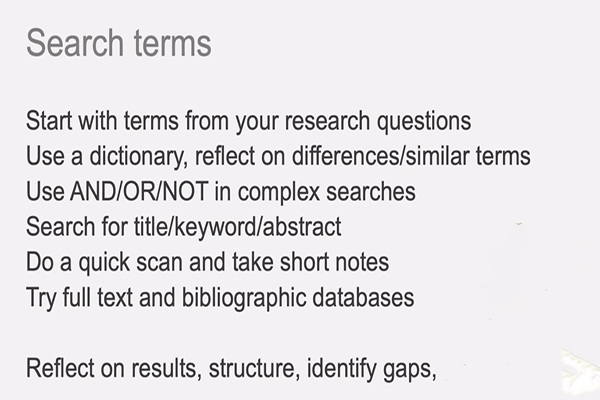 Search terms
Start with terms from your research questions
Use a dictionary, reflect on differences/similar terms
Use AND/OR/NOT in complex searches
Search for title/keyword/abstract
Do a quick scan and take short notes
Try full text and bibliographic databases
Reflect on results, structure, identify gaps,